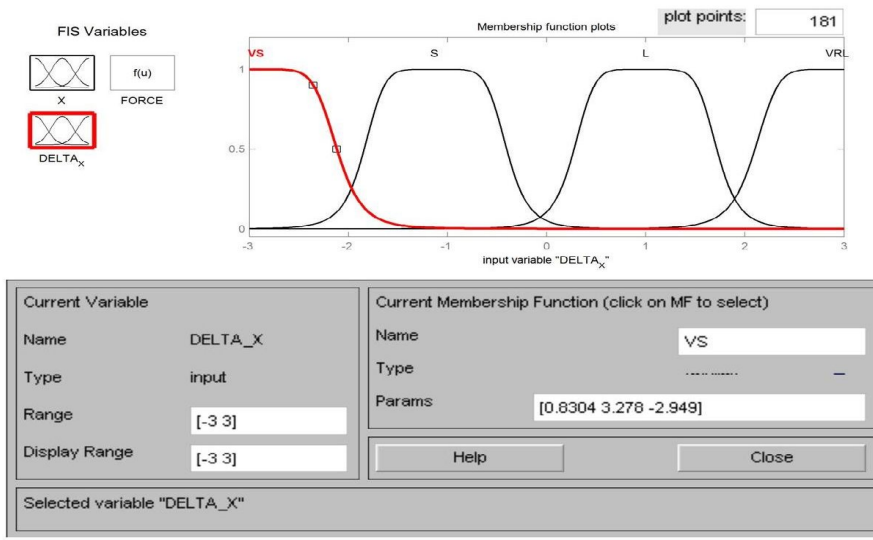 FIS Variables
f(u)
X
FORCE
DELTA_X
Membership function plots
plot points:
181
VS
S
L
VRL
1
0.5
0
-3
-2
-1
0
1
2
3
input variable "DELTA_X"
Current Variable
Name
DELTA_X
Type
input
Range
[-3 3]
Display Range
[-3 3]
Current Membership Function (click on MF to select)
Name
VS
Type
Params
[0.8304 3.278 -2.949]
Help
Close
Selected variable "DELTA_X"